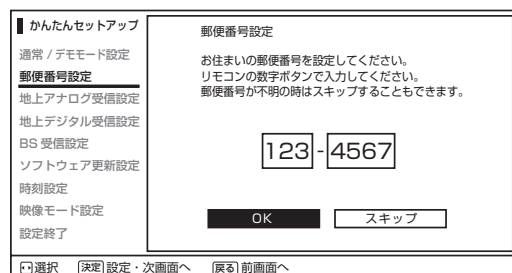 かんたんセットアップ
通常 / デモモード設定
郵便番号設定
地上アナログ受信設定
地上デジタル受信設定
BS 受信設定
ソフトウェア更新設定
時刻設定
映像モード設定
設定終了
郵便番号設定
お住まいの郵便番号を設定してください。
リモコンの数字ボタンで入力してください。
郵便番号が不明の時はスキップすることもできます。
123 - 4567
OK スキップ
選択 決定 設定・次画面へ 戻る 前画面へ